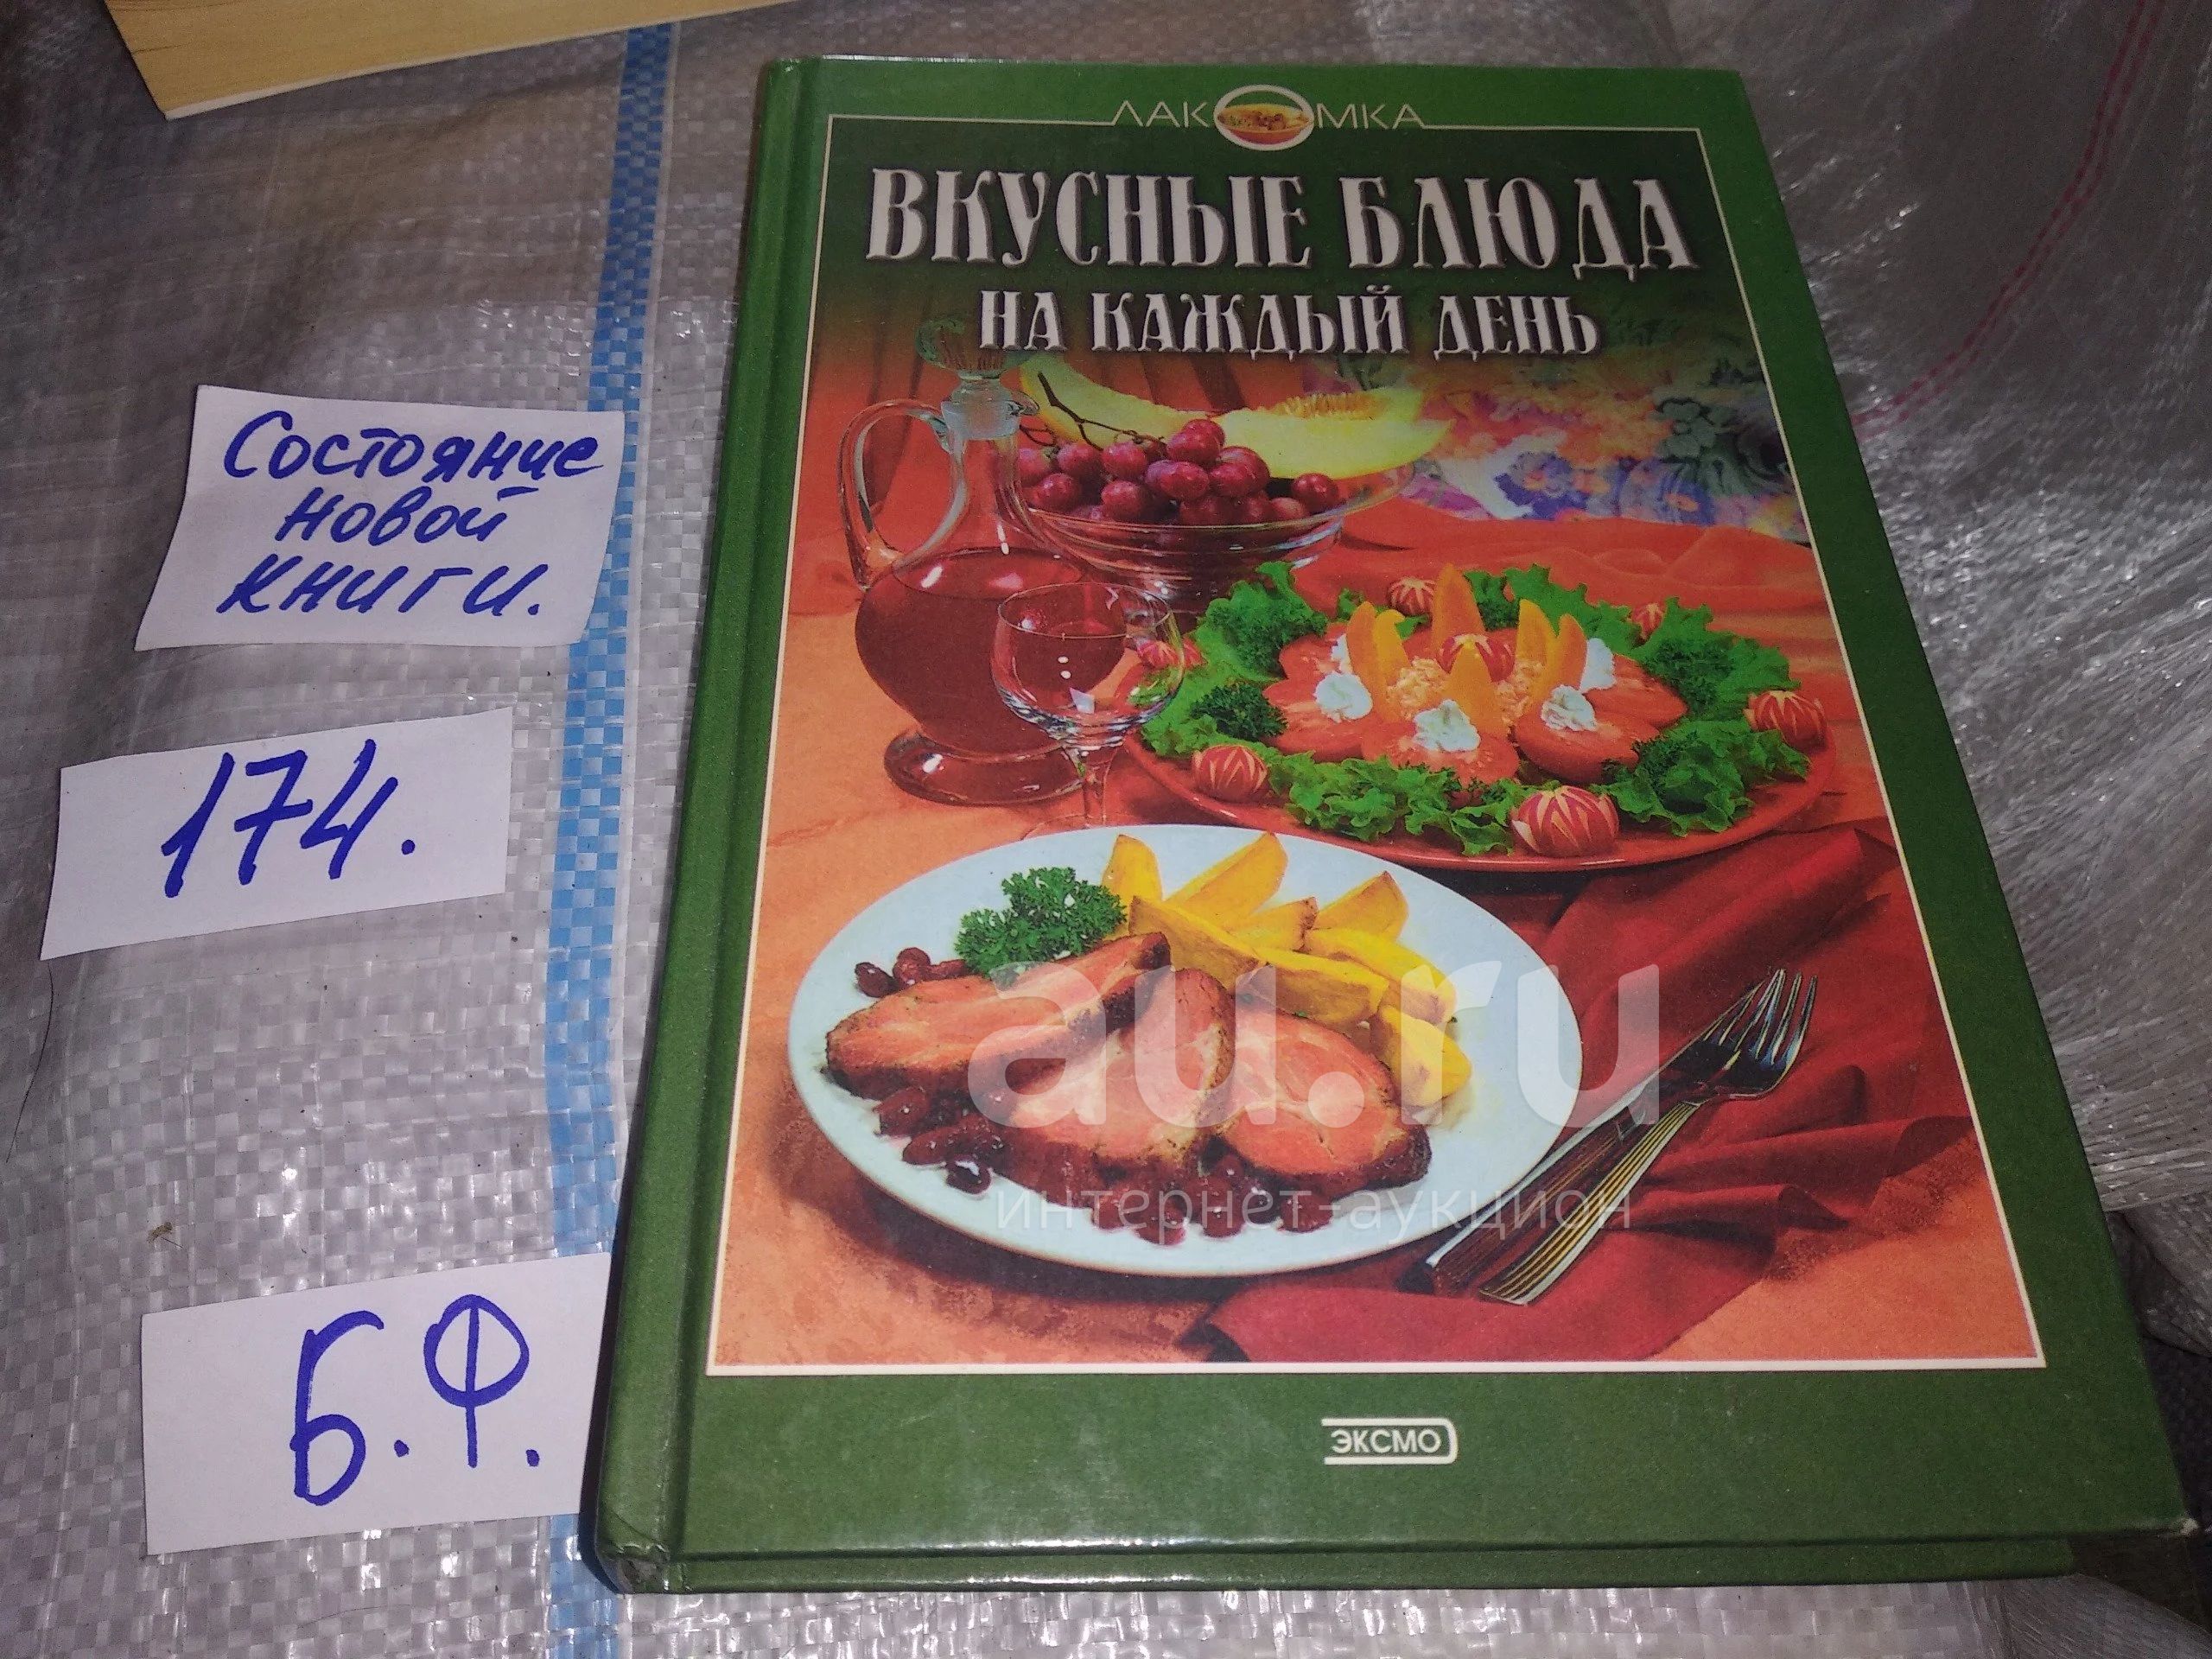 ЛАКОМКА
ВКУСНЫЕ БЛЮДА
НА КАЖДЫЙ ДЕНЬ
Состояние
новой
книги.
174.
Б.Ф.
au.ru
интернет-аукцион
ЭКСМО